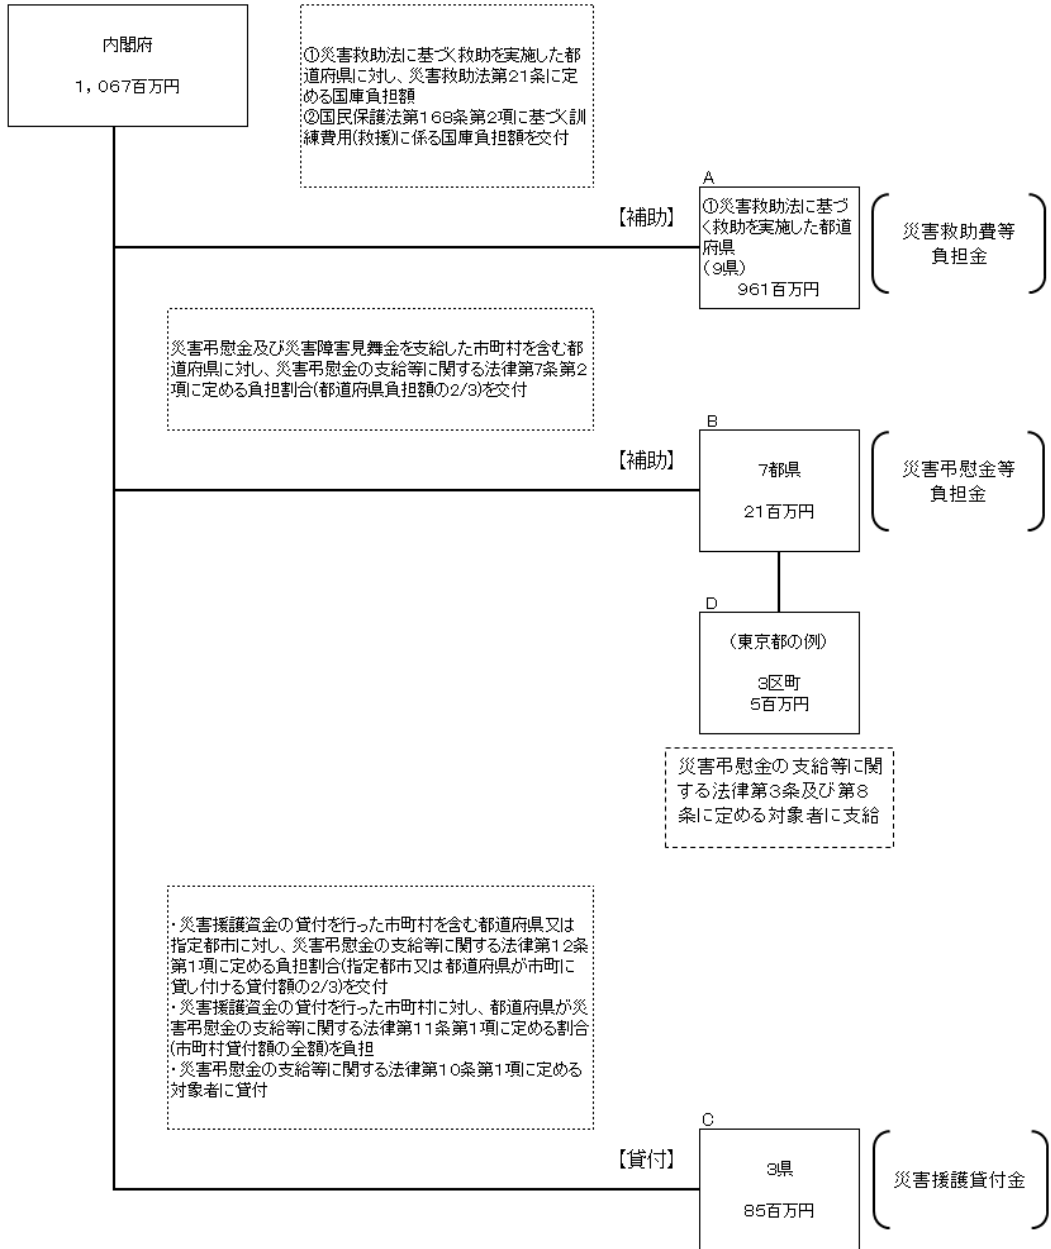 内閣府
1,067百万円
①災害救助法に基づく救助を実施した都
道府県に対し、災害救助法第21条に定
める国庫負担額
②国民保護法第168条第2項に基づく訓
練費用(救援)に係る国庫負担額を交付
A
【補助】
①災害救助法に基づ
く救助を実施した都道
府県
(9県)
961百万円
災害救助費等
負担金
災害弔慰金及び災害障害見舞金を支給した市町村を含む都
道府県に対し、災害弔慰金の支給等に関する法律第7条第2
項に定める負担割合(都道府県負担額の2/3)を交付
B
【補助】
7都県
21百万円
災害弔慰金等
負担金
D
(東京都の例)
3区町
5百万円
災害弔慰金の支給等に関
する法律第3条及び第8
条に定める対象者に支給
・災害援護資金の貸付を行った市町村を含む都道府県又は
指定都市に対し、災害弔慰金の支給等に関する法律第12条
第1項に定める負担割合(指定都市又は都道府県が市町に
貸し付ける貸付額の2/3)を交付
・災害援護資金の貸付を行った市町村に対し、都道府県が災
害弔慰金の支給等に関する法律第11条第1項に定める割合
(市町村貸付額の全額)を負担
・災害弔慰金の支給等に関する法律第10条第1項に定める
対象者に貸付
C
【貸付】
3県
85百万円
災害援護貸付金